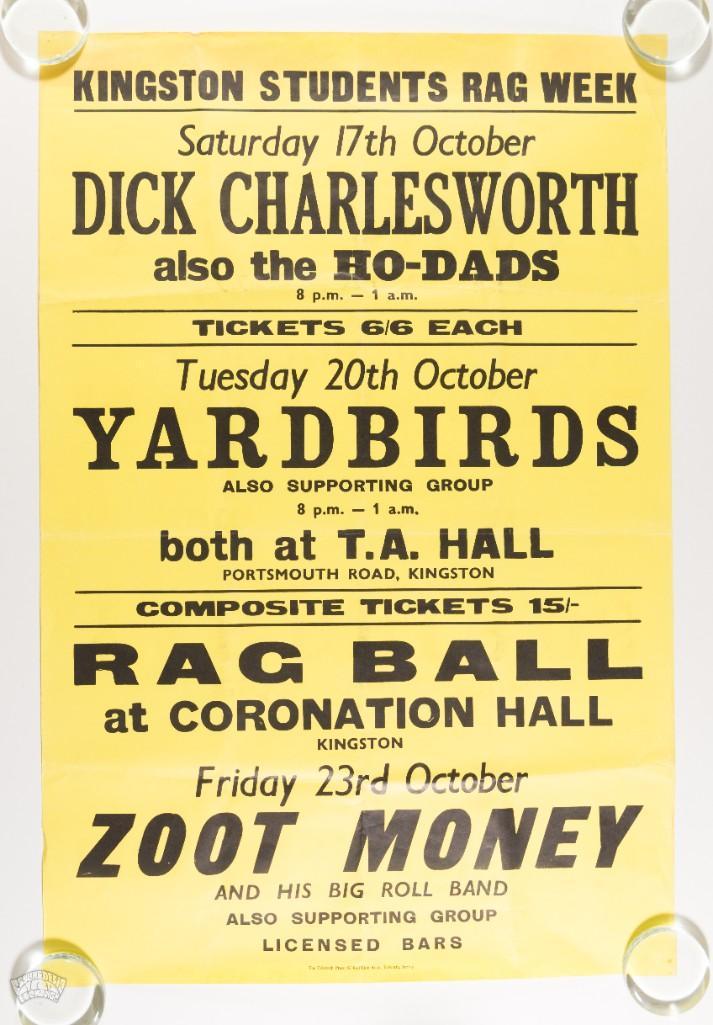 KINGSTON STUDENTS RAG WEEK
Saturday 17th October
DICK CHARLESWORTH
also the HO-DADS
8 p.m. — 1 a.m.
TICKETS 6/6 EACH
Tuesday 20th October
YARDBIRDS
ALSO SUPPORTING GROUP
8 p.m. — 1 a.m.
both at T.A. HALL
PORTSMOUTH ROAD, KINGSTON
COMPOSITE TICKETS 15/-
RAG BALL
at CORONATION HALL
KINGSTON
Friday 23rd October
ZOOT MONEY
AND HIS BIG ROLL BAND
ALSO SUPPORTING GROUP
LICENSED BARS